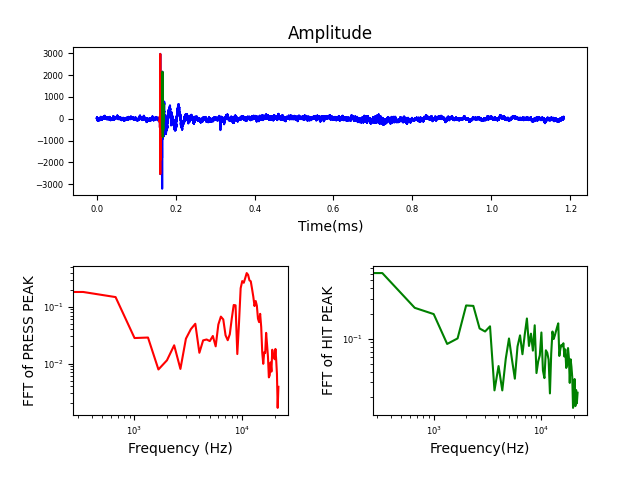 Amplitude
3000
2000
1000
0
−1000
−2000
−3000
0.0 0.2 0.4 0.6 0.8 1.0 1.2
Time(ms)
FFT of PRESS PEAK
10⁻¹
10⁻²
10³ 10⁴
Frequency (Hz)
FFT of HIT PEAK
10⁻¹
10³ 10⁴
Frequency(Hz)